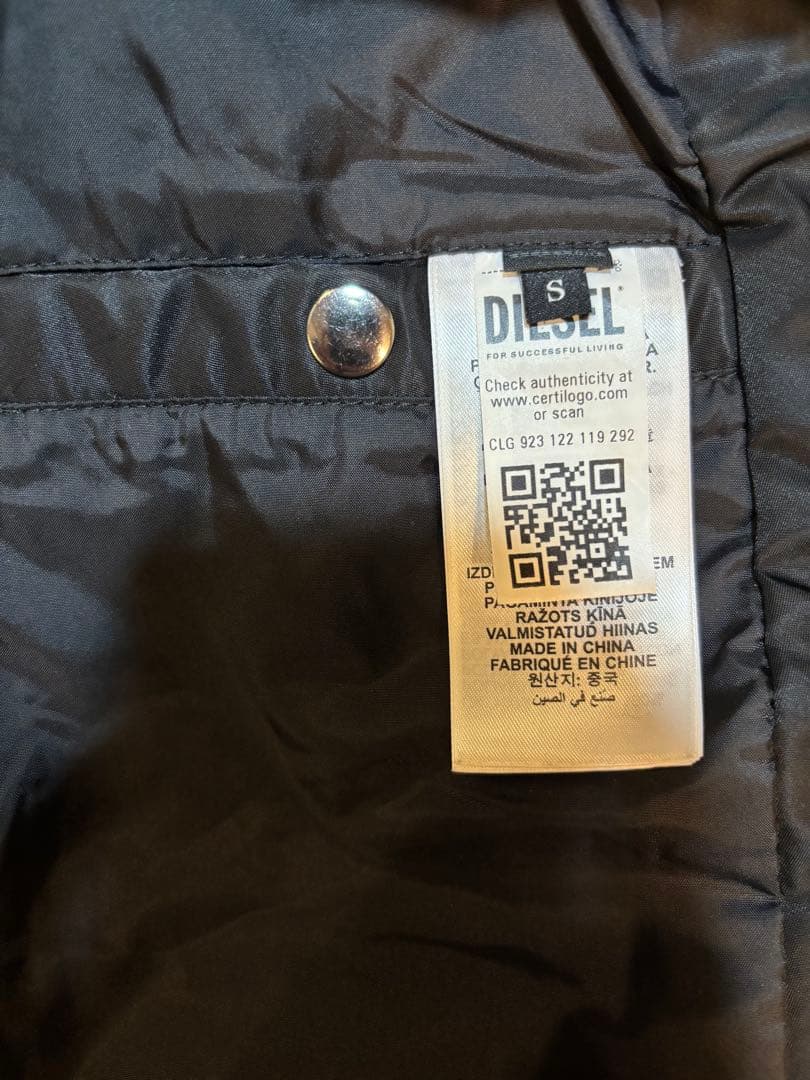 S
DIESEL
FOR SUCCESSFUL LIVING
Check authenticity at
www.certilogo.com
or scan
CLG 923 122 119 292
PAGAMINTA KINIJOJE
RAŽOTS ĶĪNĀ
VALMISTATUD HIINAS
MADE IN CHINA
FABRIQUÉ EN CHINE
원산지: 중국
صنع في الصين